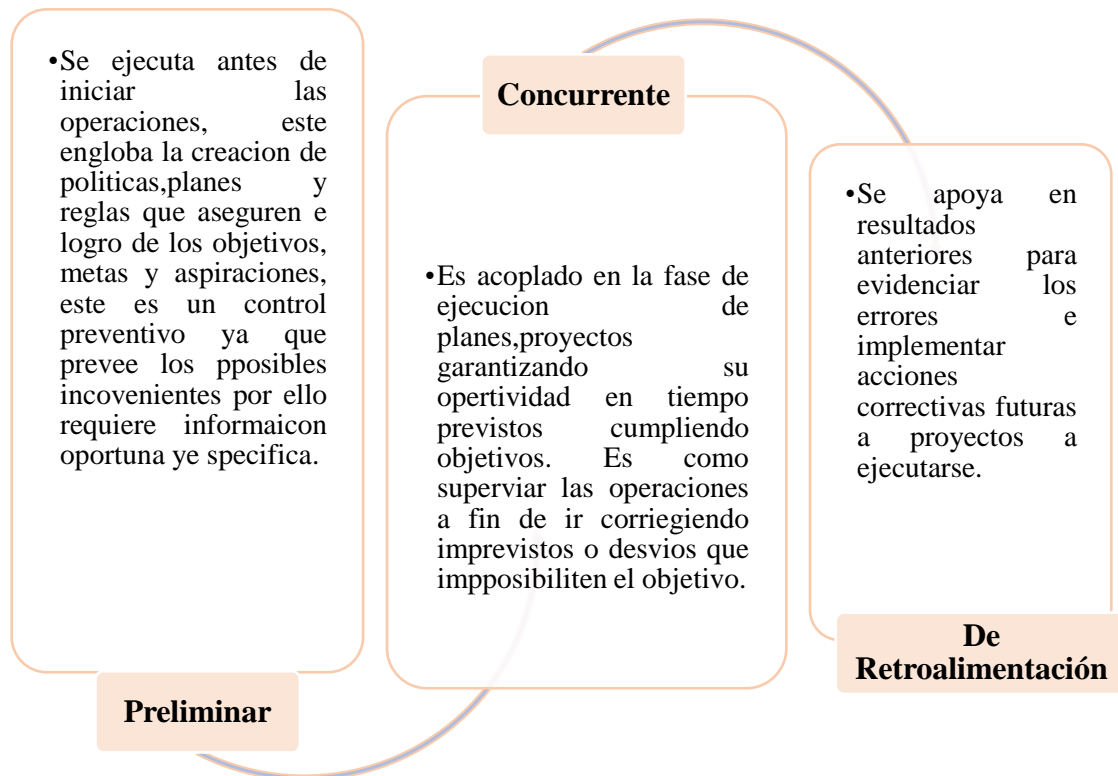 •Se ejecuta antes de
iniciar las
operaciones, este
engloba la creacion de
politicas,planes y
reglas que aseguren e
logro de los objetivos,
metas y aspiraciones,
este es un control
preventivo ya que
prevee los pposibles
incovenientes por ello
requiere informaicon
oportuna ye specifica.
Preliminar
Concurrente
•Es acoplado en la fase de
ejecucion de
planes,proyectos
garantizando su
opertividad en tiempo
previstos cumpliendo
objetivos. Es como
superviar las operaciones
a fin de ir corriegiendo
imprevistos o desvios que
impposibiliten el objetivo.
•Se apoya en
resultados
anteriores para
evidenciar los
errores e
implementar
acciones
correctivas futuras
a proyectos a
ejecutarse.
De
Retroalimentación